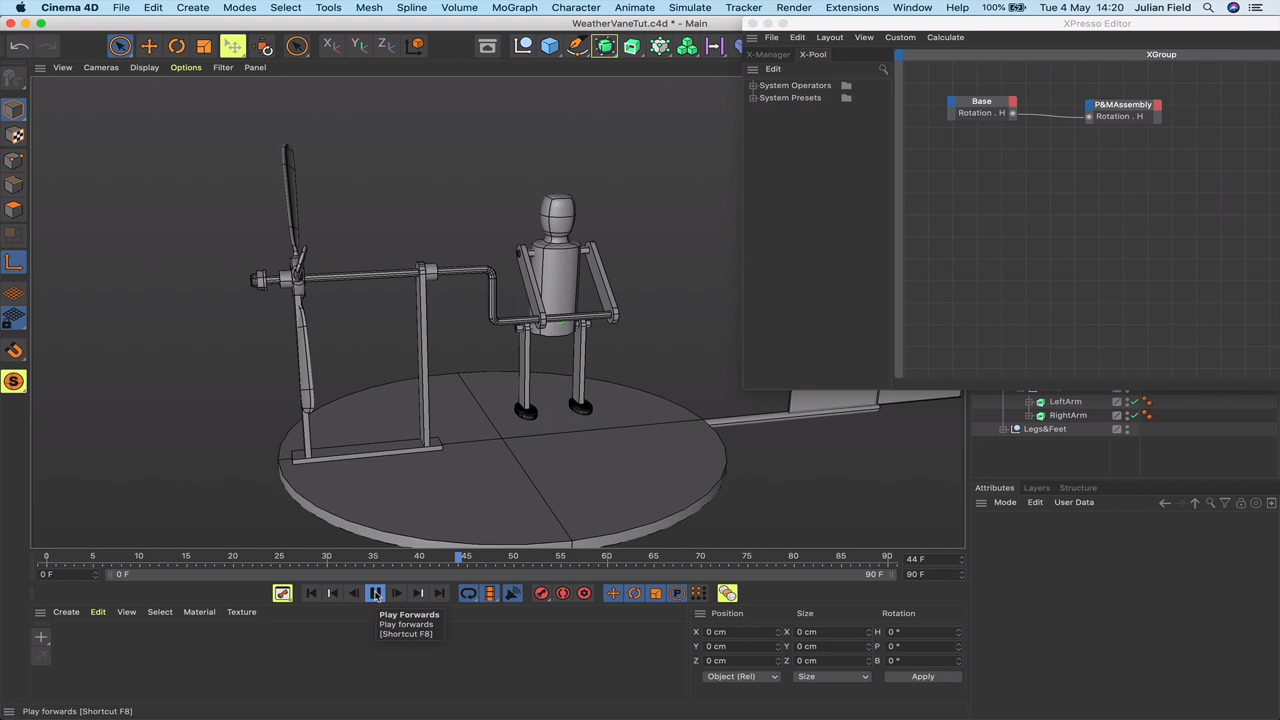 Cinema 4D File Edit Create Modes Select Tools Mesh Spline Volume MoGraph Character Animate Simulate Tracker Render Extensions Window Help 100% Tue 4 May 14:20 Julian Field
WeatherVaneTut.c4d * - Main
XPresso Editor
File Edit Layout View Custom Calculate
X-Manager X-Pool
XGroup
View Cameras Display Options Filter Panel
Edit
System Operators
System Presets
Base
Rotation . H
P&MAssembly
Rotation . H
LeftArm
RightArm
Legs&Feet
Attributes Layers Structure
Mode Edit User Data
0 5 10 15 20 25 30 35 40 45 50 55 60 65 70 75 80 85 90
44 F
0 F 0 F 90 F 90 F
Create Edit View Select Material Texture
Play Forwards
Play forwards
[Shortcut F8]
Position Size Rotation
X 0 cm X 0 cm H 0 °
Y 0 cm Y 0 cm P 0 °
Z 0 cm Z 0 cm B 0 °
Object (Rel) Size Apply
Play forwards [Shortcut F8]